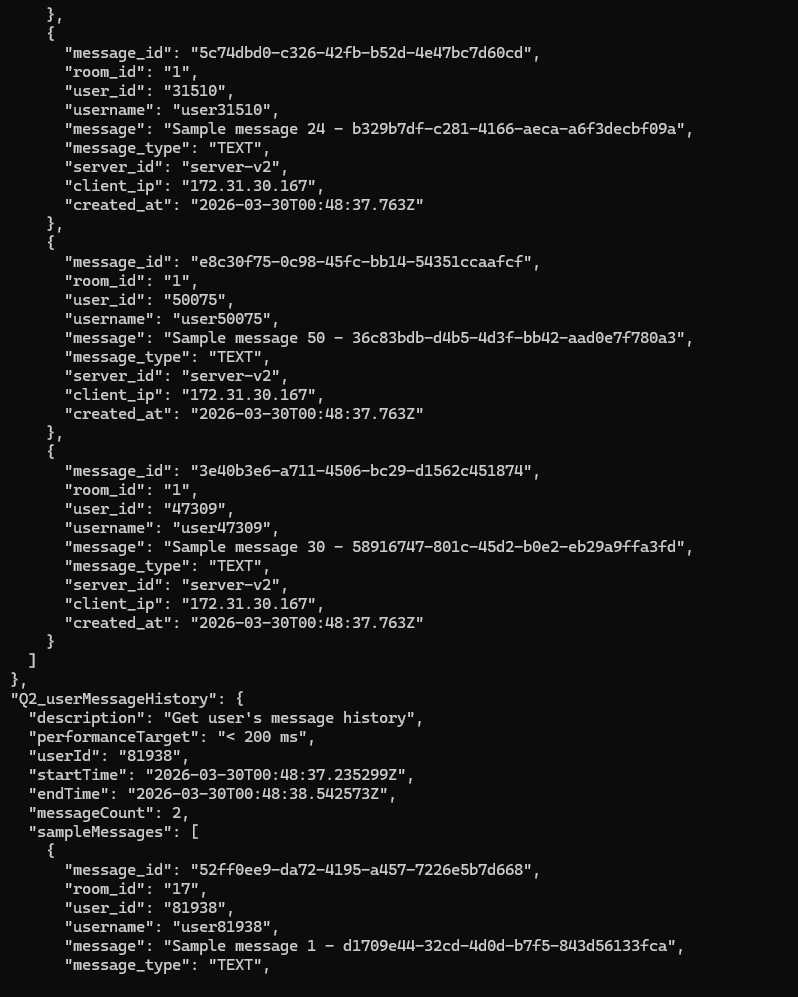 },
{
"message_id": "5c74dbd0-c326-42fb-b52d-4e47bc7d60cd",
"room_id": "1",
"user_id": "31510",
"username": "user31510",
"message": "Sample message 24 - b329b7df-c281-4166-aeca-a6f3decbf09a",
"message_type": "TEXT",
"server_id": "server-v2",
"client_ip": "172.31.30.167",
"created_at": "2026-03-30T00:48:37.763Z"
},
{
"message_id": "e8c30f75-0c98-45fc-bb14-54351ccaafcf",
"room_id": "1",
"user_id": "50075",
"username": "user50075",
"message": "Sample message 50 - 36c83bdb-d4b5-4d3f-bb42-aad0e7f780a3",
"message_type": "TEXT",
"server_id": "server-v2",
"client_ip": "172.31.30.167",
"created_at": "2026-03-30T00:48:37.763Z"
},
{
"message_id": "3e40b3e6-a711-4506-bc29-d1562c451874",
"room_id": "1",
"user_id": "47309",
"username": "user47309",
"message": "Sample message 30 - 58916747-801c-45d2-b0e2-eb29a9ffa3fd",
"message_type": "TEXT",
"server_id": "server-v2",
"client_ip": "172.31.30.167",
"created_at": "2026-03-30T00:48:37.763Z"
}
]
},
"Q2_userMessageHistory": {
"description": "Get user's message history",
"performanceTarget": "< 200 ms",
"userId": "81938",
"startTime": "2026-03-30T00:48:37.235299Z",
"endTime": "2026-03-30T00:48:38.542573Z",
"messageCount": 2,
"sampleMessages": [
{
"message_id": "52ff0ee9-da72-4195-a457-7226e5b7d668",
"room_id": "17",
"user_id": "81938",
"username": "user81938",
"message": "Sample message 1 - d1709e44-32cd-4d0d-b7f5-843d56133fca",
"message_type": "TEXT",